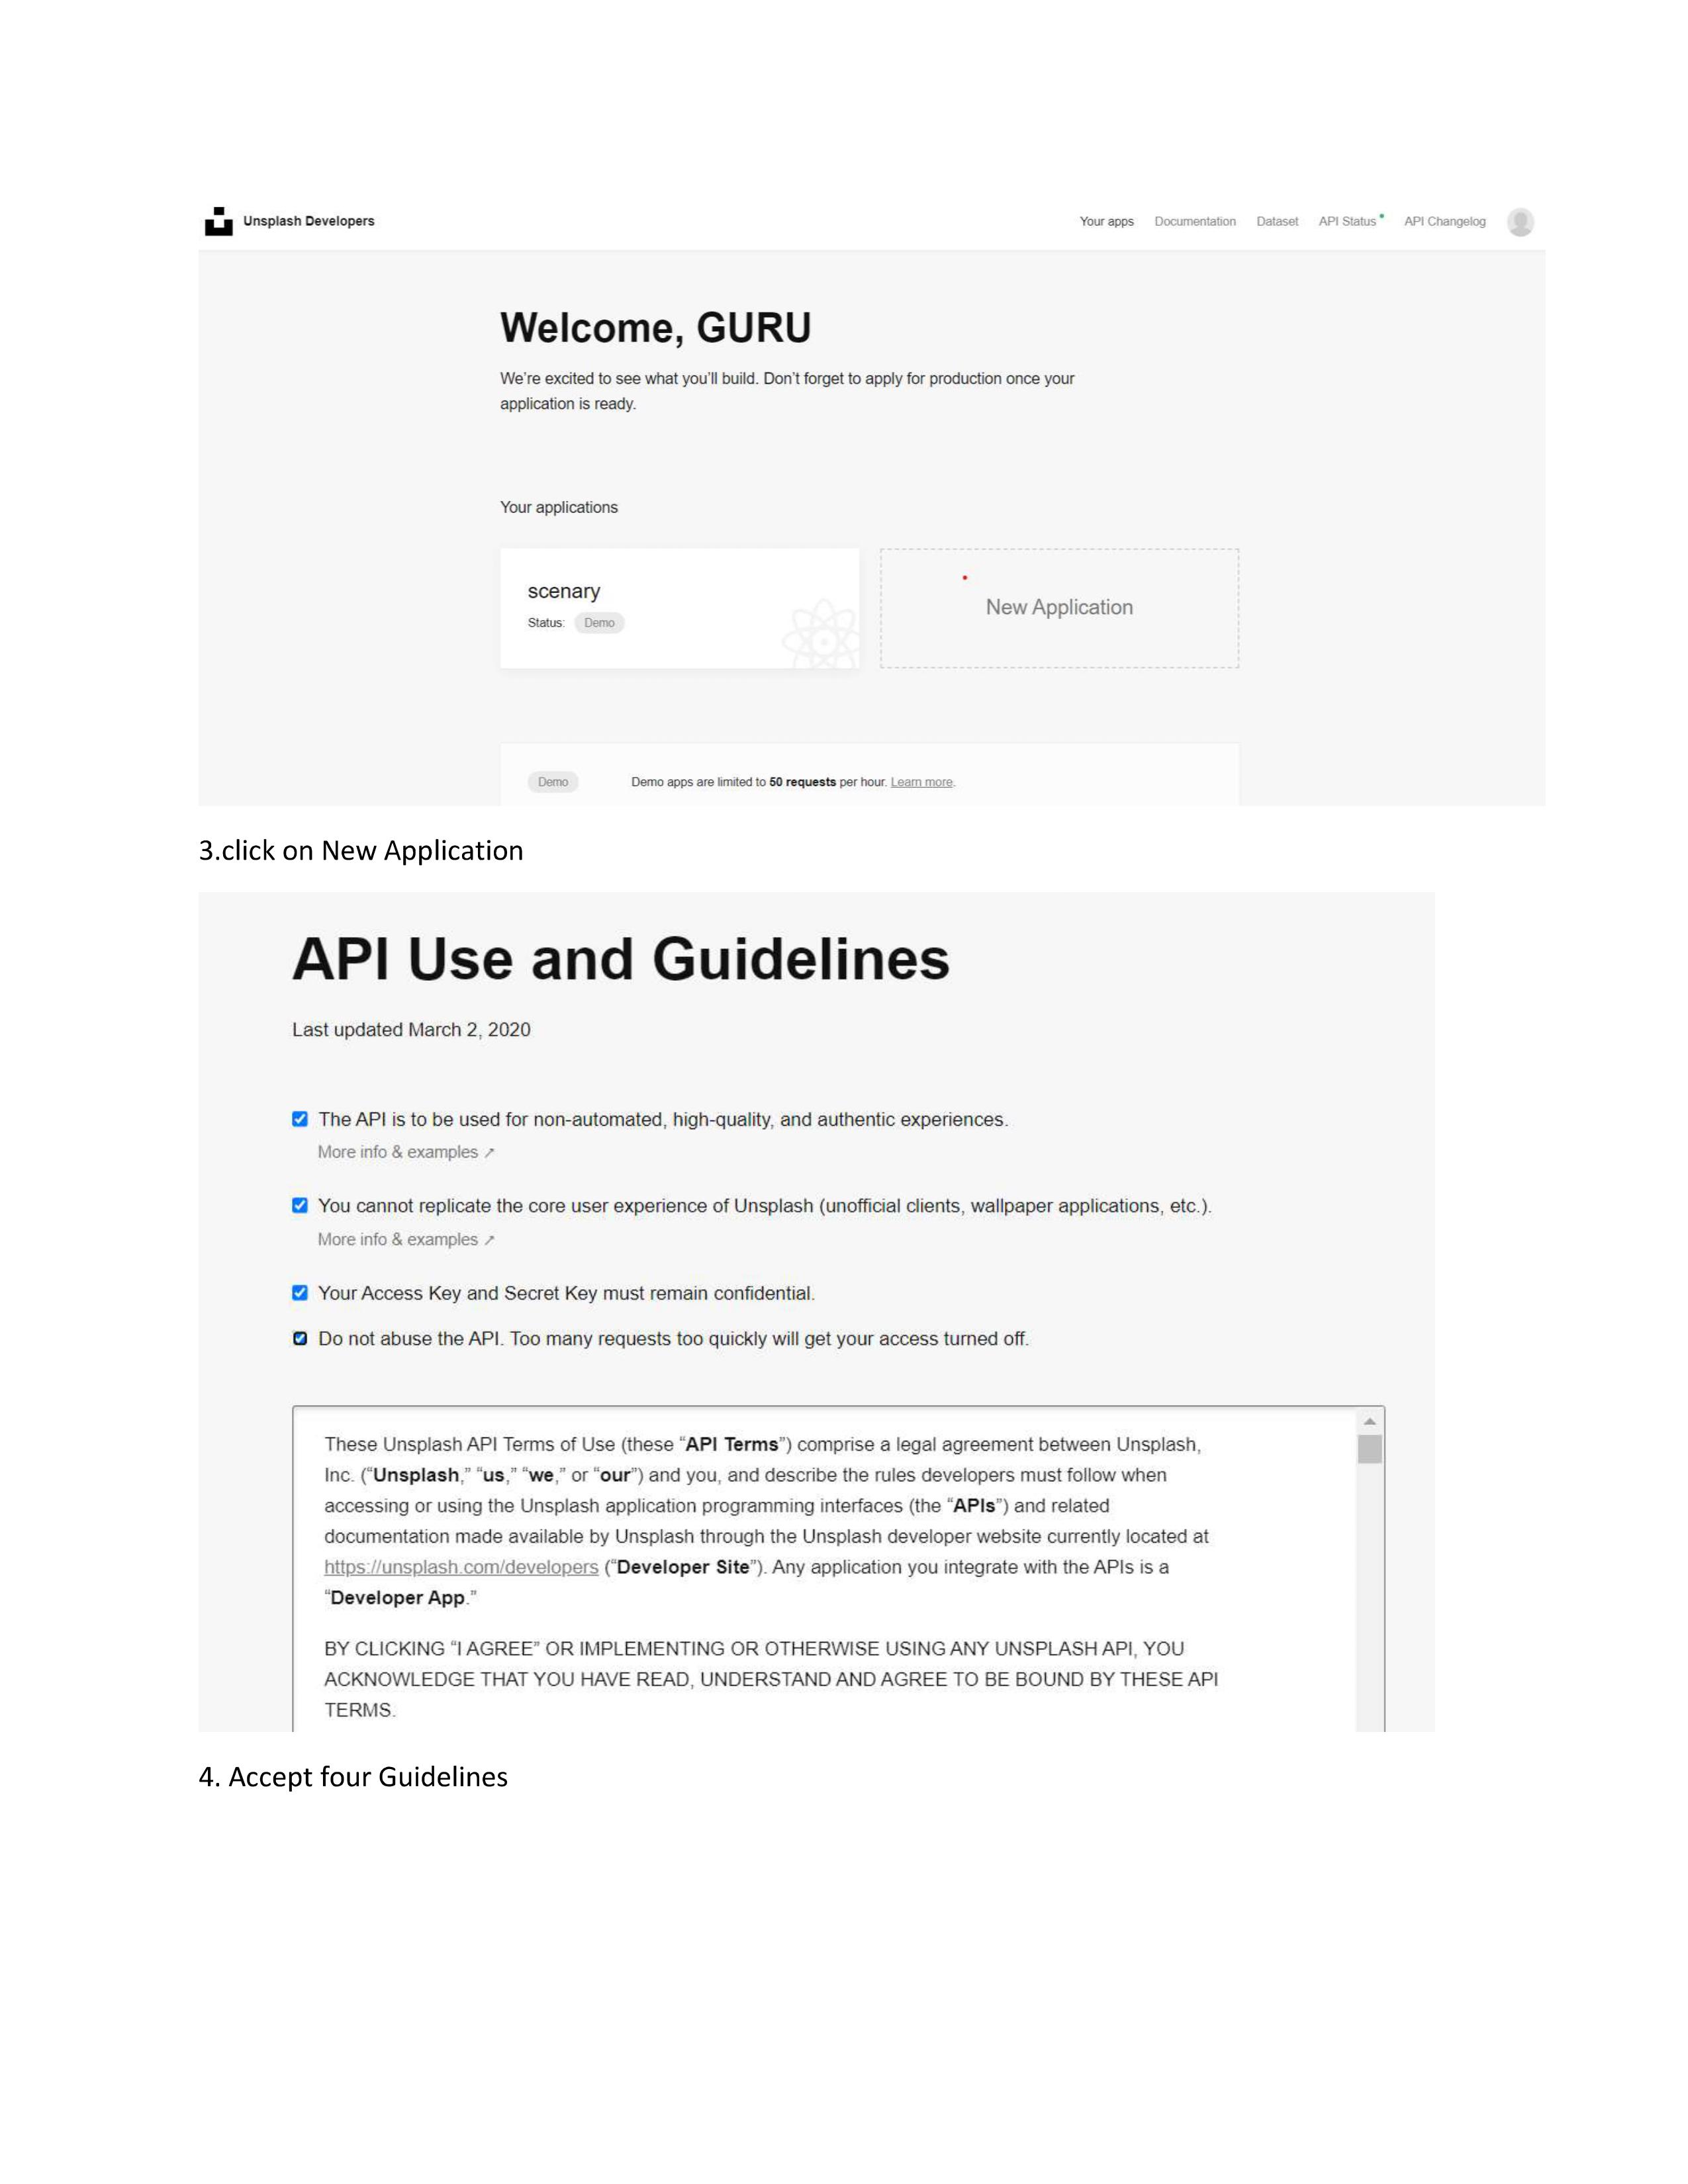 Unsplash Developers
Your apps Documentation Dataset API Status API Changelog
Welcome, GURU
We're excited to see what you'll build. Don't forget to apply for production once your
application is ready.
Your applications
scenary
Status: Demo
New Application
Demo Demo apps are limited to 50 requests per hour. Learn more.
3.click on New Application
API Use and Guidelines
Last updated March 2, 2020
The API is to be used for non-automated, high-quality, and authentic experiences.
More info & examples ↗
You cannot replicate the core user experience of Unsplash (unofficial clients, wallpaper applications, etc.).
More info & examples ↗
Your Access Key and Secret Key must remain confidential.
Do not abuse the API. Too many requests too quickly will get your access turned off.
These Unsplash API Terms of Use (these “API Terms”) comprise a legal agreement between Unsplash,
Inc. (“Unsplash,” “us,” “we,” or “our”) and you, and describe the rules developers must follow when
accessing or using the Unsplash application programming interfaces (the “APIs”) and related
documentation made available by Unsplash through the Unsplash developer website currently located at
https://unsplash.com/developers (“Developer Site”). Any application you integrate with the APIs is a
“Developer App.”
BY CLICKING “I AGREE” OR IMPLEMENTING OR OTHERWISE USING ANY UNSPLASH API, YOU
ACKNOWLEDGE THAT YOU HAVE READ, UNDERSTAND AND AGREE TO BE BOUND BY THESE API
TERMS.
4. Accept four Guidelines